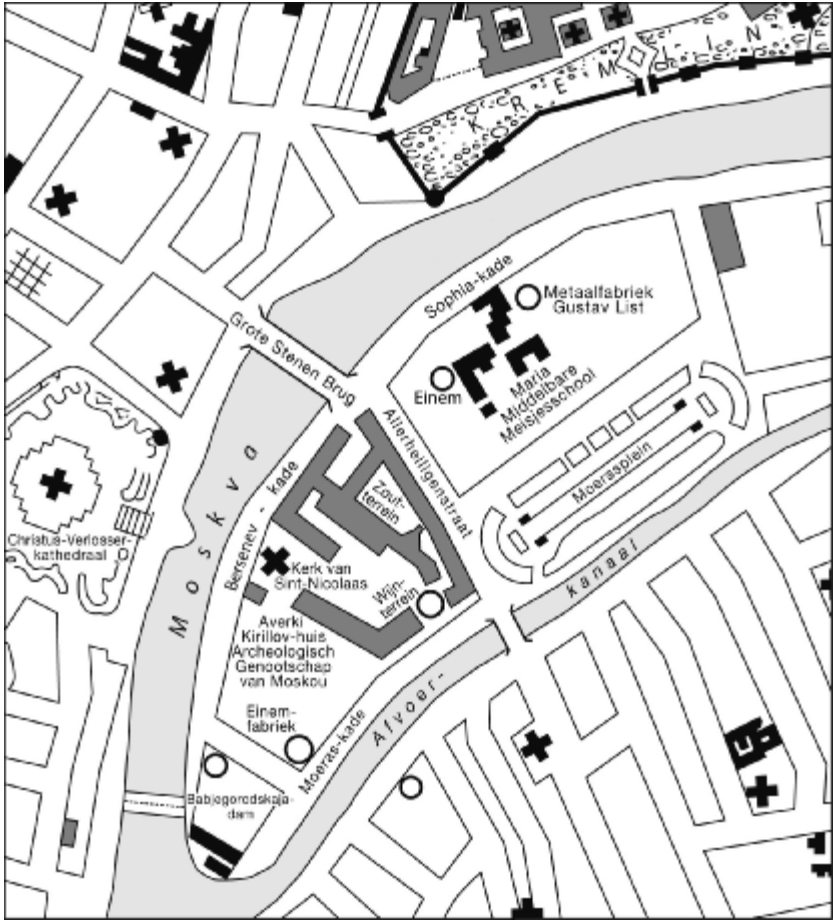 KREMLIN
Sophia-kade
Metaalfabriek
Gustav List
Grote Stenen Brug
Einem
Maria
Middelbare
Meisjesschool
Allerheiligenstraat
Moerasplein
Moskva
Bersenev-kade
Zout-
terrein
Christus-Verlosser-
kathedraal
Kerk van
Sint-Nicolaas
Wijn-
terrein
Afvoer-kanaal
Averki
Kirillov-huis
Archeologisch
Genootschap
van Moskou
Einem-
fabriek
Moeras-kade
Babjegorodskaja-
dam